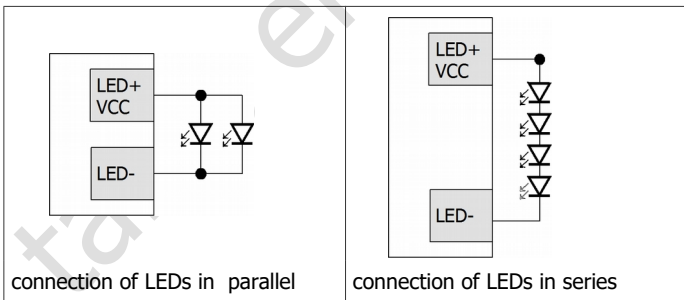 LED+
VCC
LED-
connection of LEDs in parallel
LED+
VCC
LED-
connection of LEDs in series